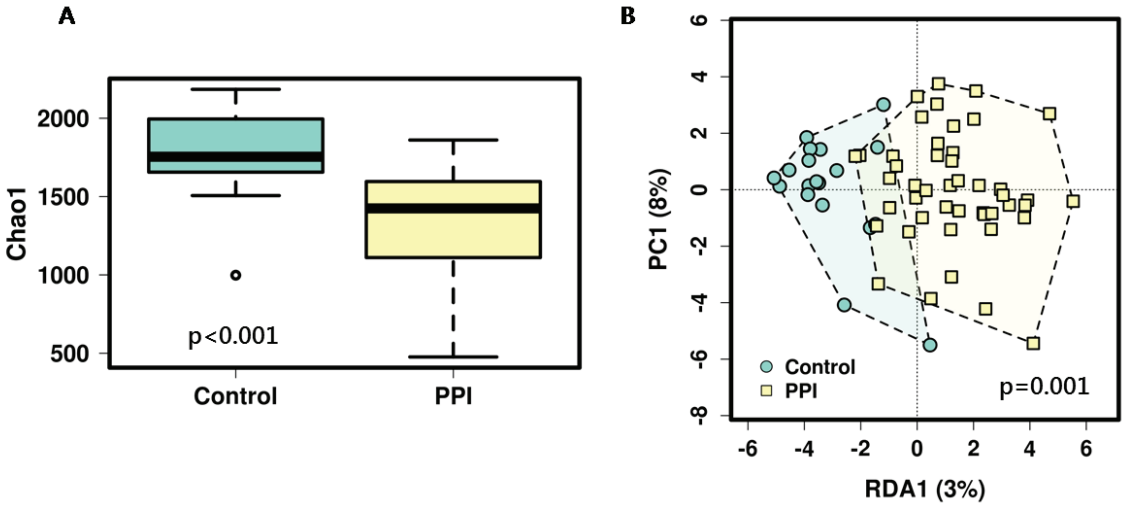 A
Chao1
2000
1500
1000
500
p<0.001
Control
PPI
B
PC1 (8%)
6
4
2
0
-2
-4
-6
-8
Control
PPI
p=0.001
-6
-4
-2
0
2
4
6
RDA1 (3%)